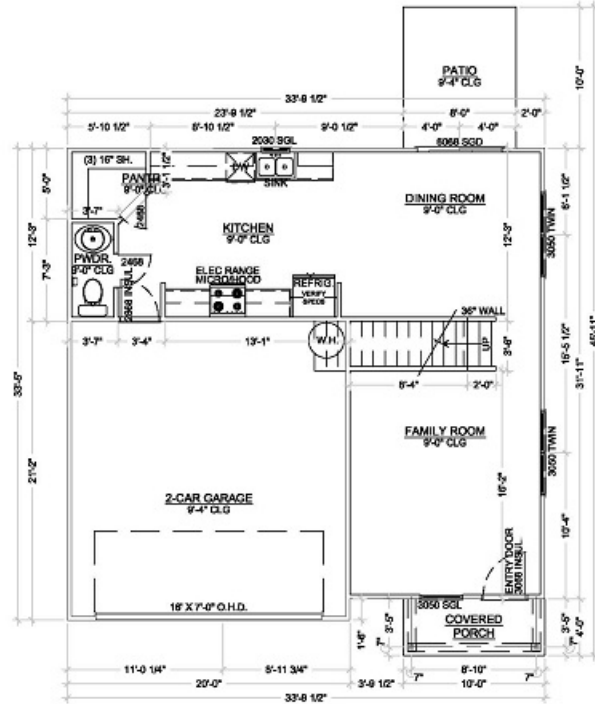 PATIO
9'-4" CLG
10'-0"
33'-9 1/2"
23'-9 1/2"
8'-0"
2'-0"
5'-10 1/2"
8'-10 1/2"
9'-0 1/2"
4'-0"
4'-0"
2030 SGL
6068 SGD
(3) 16" SH.
DW
SINK
3'-1 1/2"
5'-0"
9'-0" CLG
3'-7"
2468
DINING ROOM
9'-0" CLG
6'-1 1/2"
3050 TWIN
KITCHEN
9'-0" CLG
12'-3"
12'-3"
PWDR.
9'-0" CLG
2468
7'-3"
ELEC RANGE
MICRO/HOOD
REFRIG.
VERIFY
SPECS
36" WALL
3'-7"
3'-4"
13'-1"
W.H.
UP
3'-8"
16'-5 1/2"
31'-11"
45'-11"
2'-0"
33'-5"
FAMILY ROOM
9'-0" CLG
3050 TWIN
21'-2"
16'-2"
2-CAR GARAGE
9'-4" CLG
10'-4"
ENTRY DOOR
3068 INSUL
16' X 7'-0" O.H.D.
3050 SGL
COVERED
PORCH
3'-5"
3'-5"
4'-0"
1'-6"
7"
7"
11'-0 1/4"
8'-11 3/4"
8'-10"
7"
7"
20'-0"
3'-9 1/2"
10'-0"
33'-9 1/2"